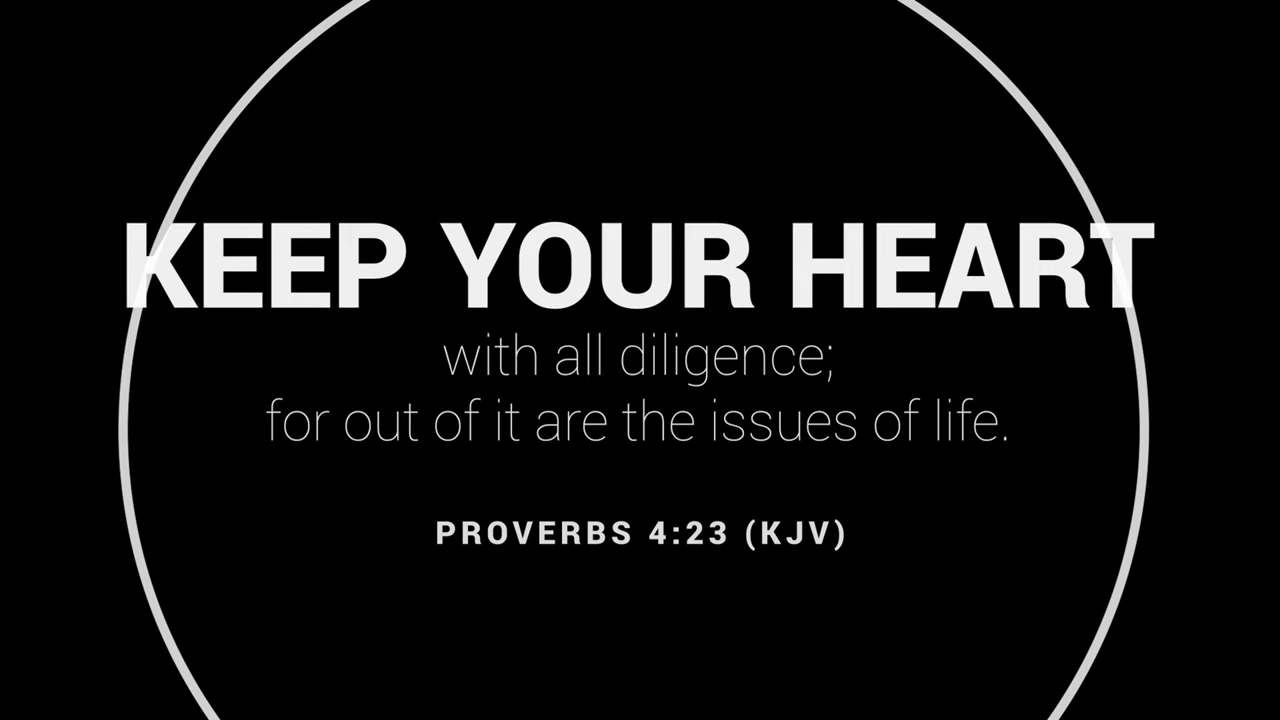 KEEP YOUR HEART
with all diligence;
for out of it are the issues of life.
PROVERBS 4:23 (KJV)